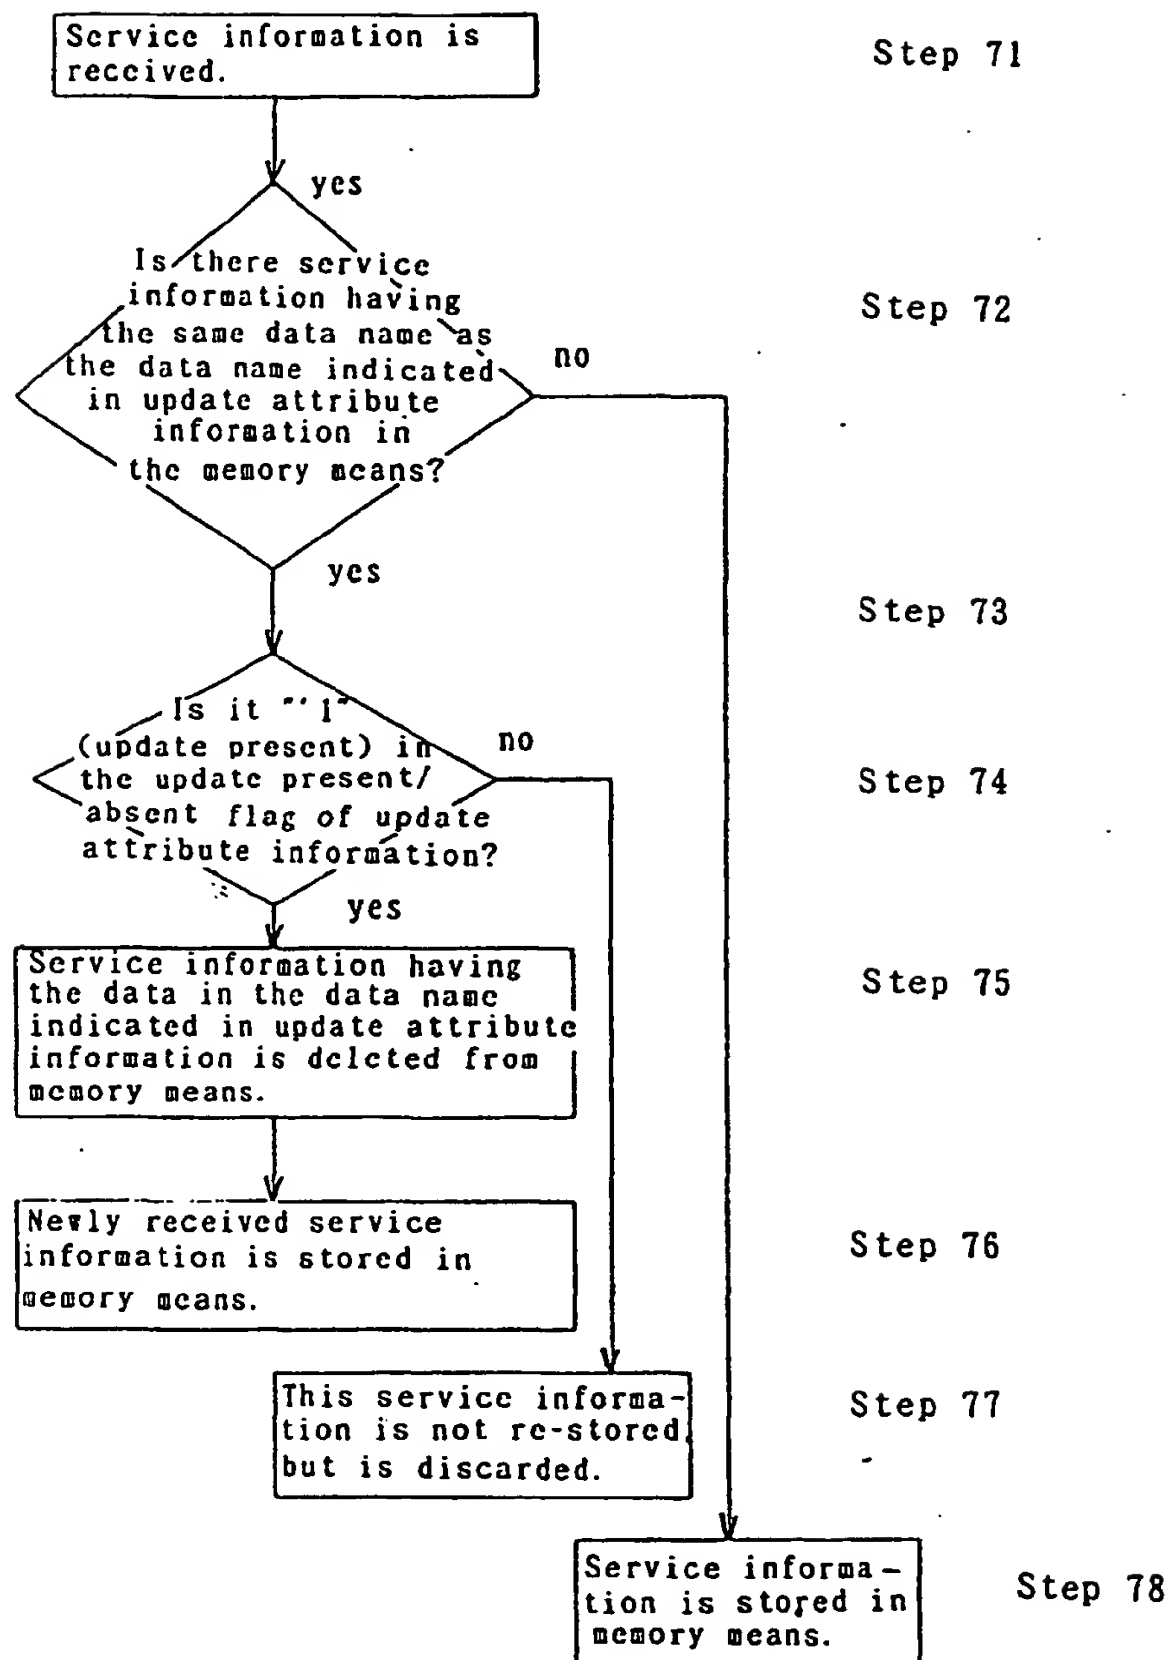 Service information is
received.
Step 71
yes
Is there service
information having
the same data name as
the data name indicated
in update attribute
information in
the memory means?
Step 72
no
yes
Step 73
Is it "1"
(update present) in
the update present/
absent flag of update
attribute information?
no
Step 74
yes
Service information having
the data in the data name
indicated in update attribute
information is deleted from
memory means.
Step 75
Newly received service
information is stored in
memory means.
Step 76
This service informa-
tion is not re-stored
but is discarded.
Step 77
Service informa-
tion is stored in
memory means.
Step 78